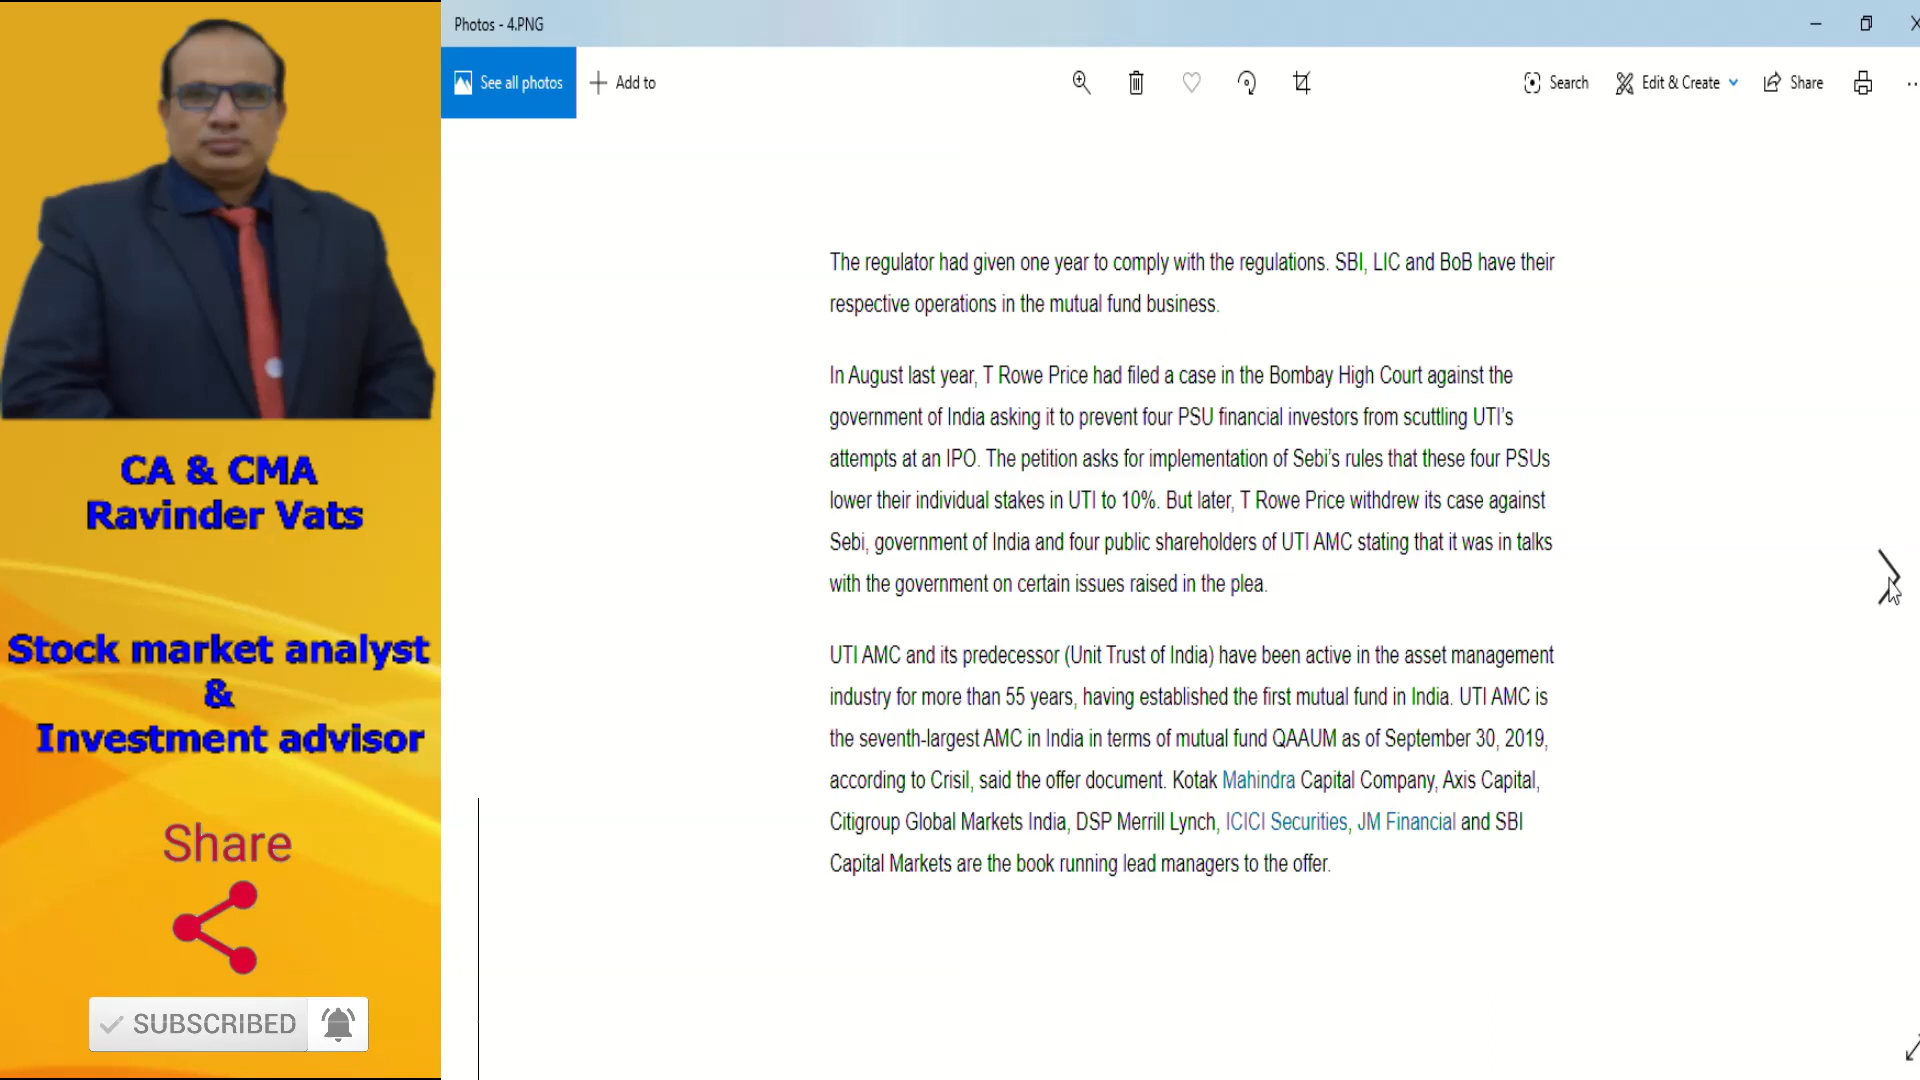 CA & CMA
Ravinder Vats
Stock market analyst
&
Investment advisor
Share
SUBSCRIBED
Photos - 4.PNG
See all photos
Add to
Search
Edit & Create
Share
The regulator had given one year to comply with the regulations. SBI, LIC and BoB have their
respective operations in the mutual fund business.
In August last year, T Rowe Price had filed a case in the Bombay High Court against the
government of India asking it to prevent four PSU financial investors from scuttling UTI's
attempts at an IPO. The petition asks for implementation of Sebi's rules that these four PSUs
lower their individual stakes in UTI to 10%. But later, T Rowe Price withdrew its case against
Sebi, government of India and four public shareholders of UTI AMC stating that it was in talks
with the government on certain issues raised in the plea.
UTI AMC and its predecessor (Unit Trust of India) have been active in the asset management
industry for more than 55 years, having established the first mutual fund in India. UTI AMC is
the seventh-largest AMC in India in terms of mutual fund QAAUM as of September 30, 2019,
according to Crisil, said the offer document. Kotak Mahindra Capital Company, Axis Capital,
Citigroup Global Markets India, DSP Merrill Lynch, ICICI Securities, JM Financial and SBI
Capital Markets are the book running lead managers to the offer.